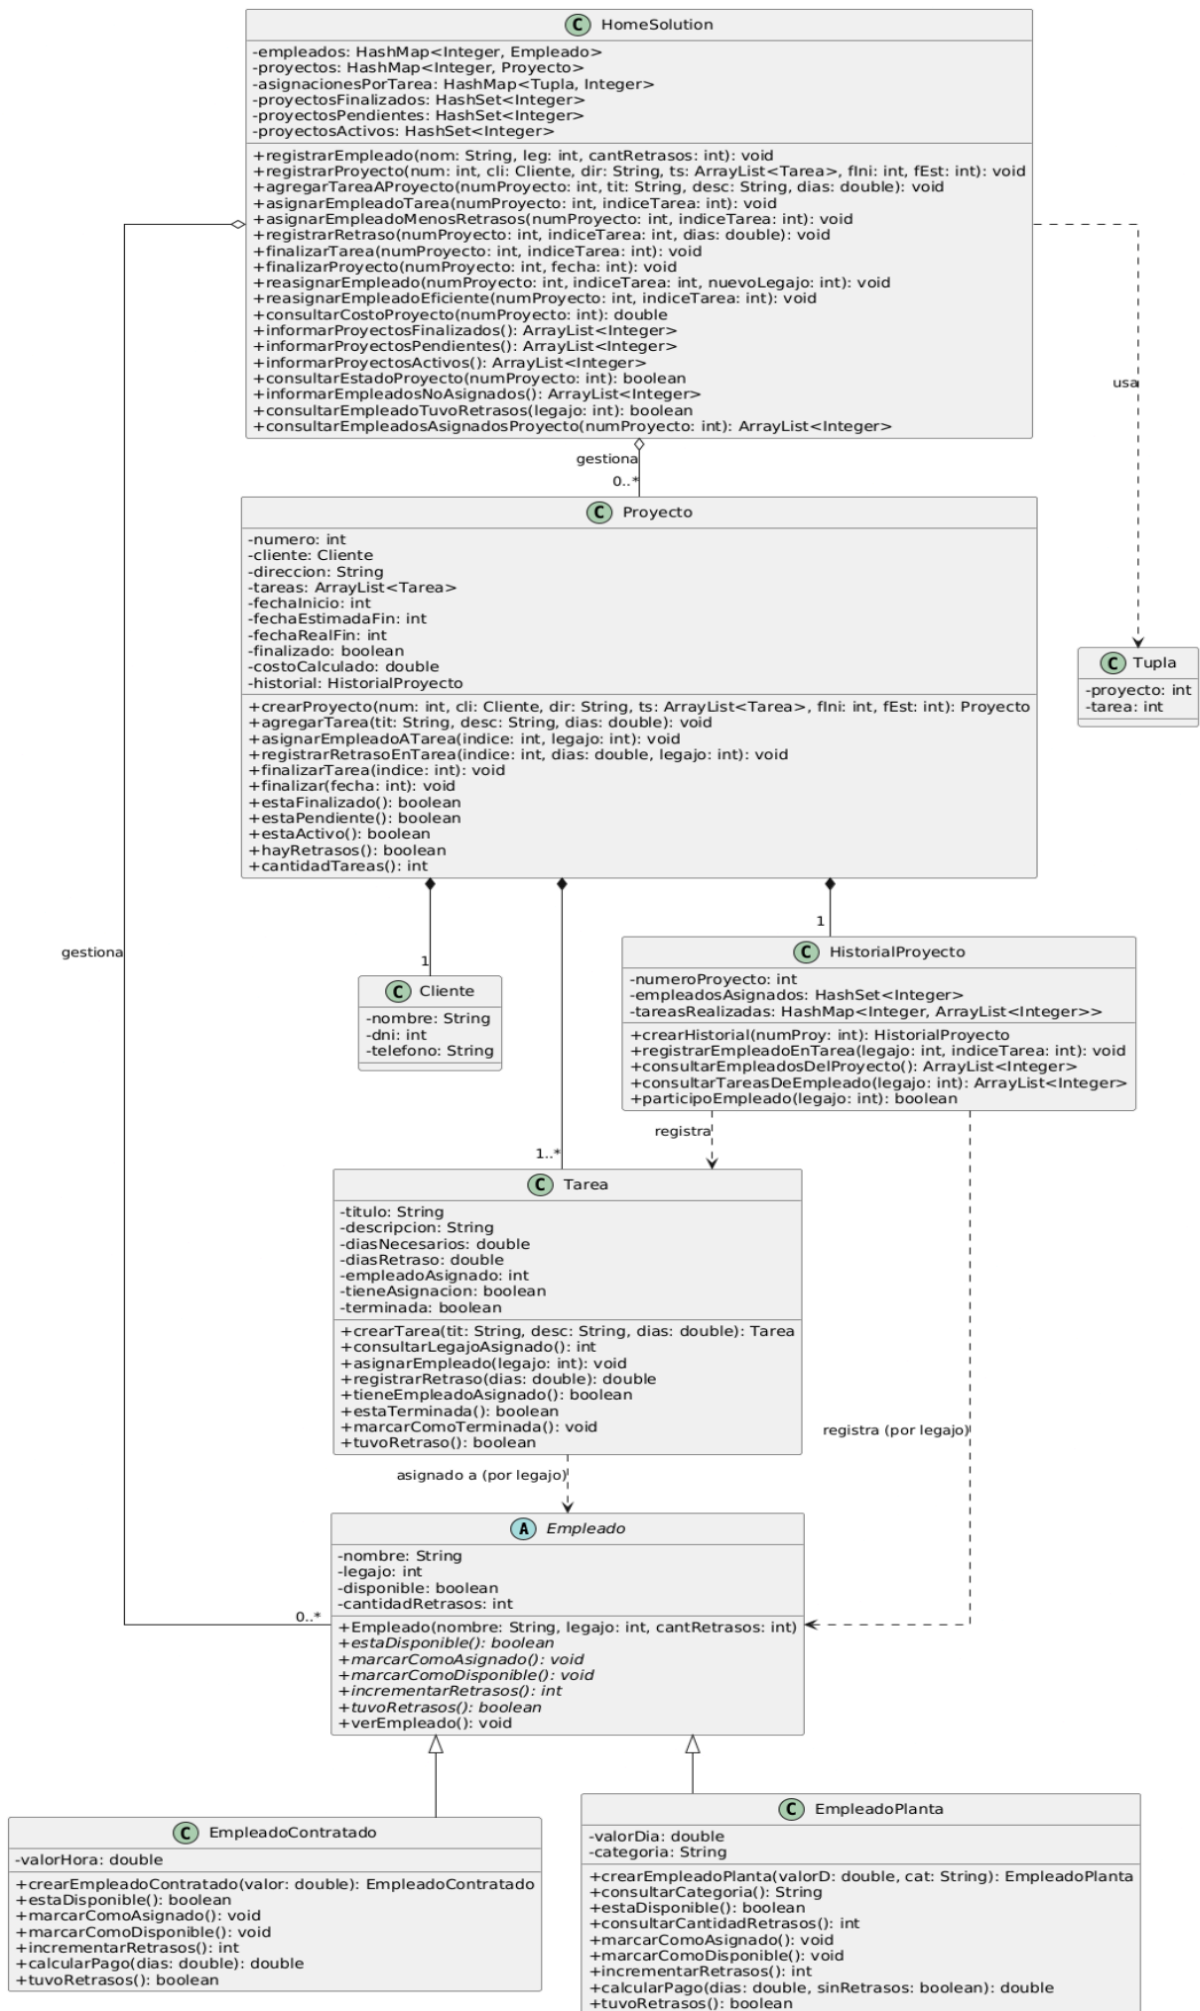 C HomeSolution
-empleados: HashMap<Integer, Empleado>
-proyectos: HashMap<Integer, Proyecto>
-asignacionesPorTarea: HashMap<Tupla, Integer>
-proyectosFinalizados: HashSet<Integer>
-proyectosPendientes: HashSet<Integer>
-proyectosActivos: HashSet<Integer>
+registrarEmpleado(nom: String, leg: int, cantRetrasos: int): void
+registrarProyecto(num: int, cli: Cliente, dir: String, ts: ArrayList<Tarea>, fIni: int, fEst: int): void
+agregarTareaAProyecto(numProyecto: int, tit: String, desc: String, dias: double): void
+asignarEmpleadoTarea(numProyecto: int, indiceTarea: int): void
+asignarEmpleadoMenosRetrasos(numProyecto: int, indiceTarea: int): void
+registrarRetraso(numProyecto: int, indiceTarea: int, dias: double): void
+finalizarTarea(numProyecto: int, indiceTarea: int): void
+finalizarProyecto(numProyecto: int, fecha: int): void
+reasignarEmpleado(numProyecto: int, indiceTarea: int, nuevoLegajo: int): void
+reasignarEmpleadoEficiente(numProyecto: int, indiceTarea: int): void
+consultarCostoProyecto(numProyecto: int): double
+informarProyectosFinalizados(): ArrayList<Integer>
+informarProyectosPendientes(): ArrayList<Integer>
+informarProyectosActivos(): ArrayList<Integer>
+consultarEstadoProyecto(numProyecto: int): boolean
+informarEmpleadosNoAsignados(): ArrayList<Integer>
+consultarEmpleadoTuvoRetrasos(legajo: int): boolean
+consultarEmpleadosAsignadosProyecto(numProyecto: int): ArrayList<Integer>
usa
gestiona
0..*
C Proyecto
-numero: int
-cliente: Cliente
-direccion: String
-tareas: ArrayList<Tarea>
-fechaInicio: int
-fechaEstimadaFin: int
-fechaRealFin: int
-finalizado: boolean
-costoCalculado: double
-historial: HistorialProyecto
+crearProyecto(num: int, cli: Cliente, dir: String, ts: ArrayList<Tarea>, fIni: int, fEst: int): Proyecto
+agregarTarea(tit: String, desc: String, dias: double): void
+asignarEmpleadoATarea(indice: int, legajo: int): void
+registrarRetrasoEnTarea(indice: int, dias: double, legajo: int): void
+finalizarTarea(indice: int): void
+finalizar(fecha: int): void
+estaFinalizado(): boolean
+estaPendiente(): boolean
+estaActivo(): boolean
+hayRetrasos(): boolean
+cantidadTareas(): int
C Tupla
-proyecto: int
-tarea: int
gestiona
1
1
C Cliente
-nombre: String
-dni: int
-telefono: String
C HistorialProyecto
-numeroProyecto: int
-empleadosAsignados: HashSet<Integer>
-tareasRealizadas: HashMap<Integer, ArrayList<Integer>>
+crearHistorial(numProy: int): HistorialProyecto
+registrarEmpleadoEnTarea(legajo: int, indiceTarea: int): void
+consultarEmpleadosDelProyecto(): ArrayList<Integer>
+consultarTareasDeEmpleado(legajo: int): ArrayList<Integer>
+participoEmpleado(legajo: int): boolean
registra
1..*
C Tarea
-titulo: String
-descripcion: String
-diasNecesarios: double
-diasRetraso: double
-empleadoAsignado: int
-tieneAsignacion: boolean
-terminada: boolean
+crearTarea(tit: String, desc: String, dias: double): Tarea
+consultarLegajoAsignado(): int
+asignarEmpleado(legajo: int): void
+registrarRetraso(dias: double): double
+tieneEmpleadoAsignado(): boolean
+estaTerminada(): boolean
+marcarComoTerminada(): void
+tuvoRetraso(): boolean
registra (por legajo)
asignado a (por legajo)
A Empleado
-nombre: String
-legajo: int
-disponible: boolean
-cantidadRetrasos: int
+Empleado(nombre: String, legajo: int, cantRetrasos: int)
+estaDisponible(): boolean
+marcarComoAsignado(): void
+marcarComoDisponible(): void
+incrementarRetrasos(): int
+tuvoRetrasos(): boolean
+verEmpleado(): void
0..*
C EmpleadoContratado
-valorHora: double
+crearEmpleadoContratado(valor: double): EmpleadoContratado
+estaDisponible(): boolean
+marcarComoAsignado(): void
+marcarComoDisponible(): void
+incrementarRetrasos(): int
+calcularPago(dias: double): double
+tuvoRetrasos(): boolean
C EmpleadoPlanta
-valorDia: double
-categoria: String
+crearEmpleadoPlanta(valorD: double, cat: String): EmpleadoPlanta
+consultarCategoria(): String
+estaDisponible(): boolean
+consultarCantidadRetrasos(): int
+marcarComoAsignado(): void
+marcarComoDisponible(): void
+incrementarRetrasos(): int
+calcularPago(dias: double, sinRetrasos: boolean): double
+tuvoRetrasos(): boolean